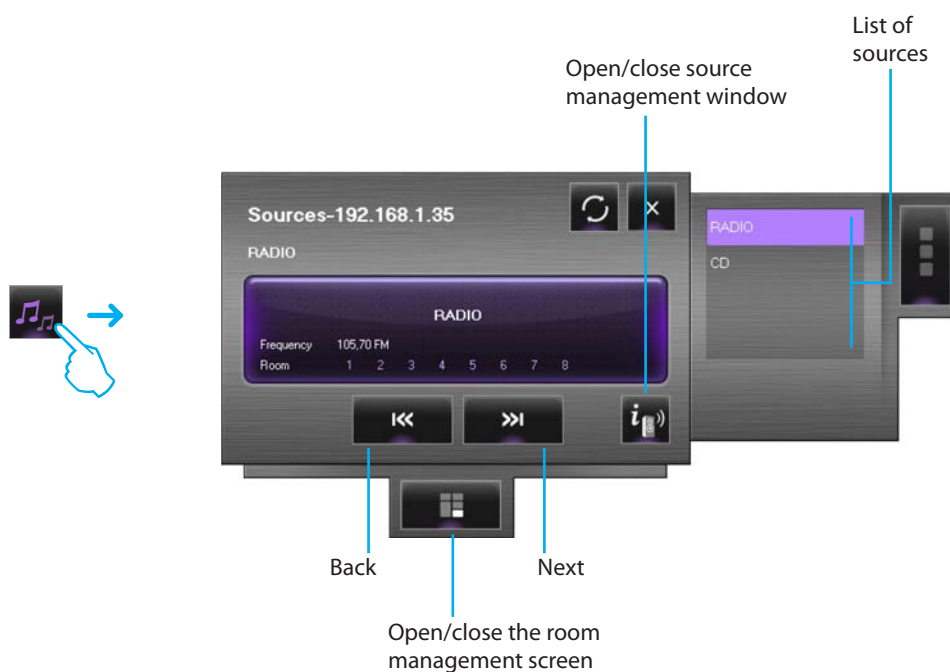 List of
sources
Open/close source
management window
Sources-192.168.1.35
×
RADIO
RADIO
CD
RADIO
Frequency 105,70 FM
Room 1 2 3 4 5 6 7 8
i
Back
Next
Open/close the room
management screen